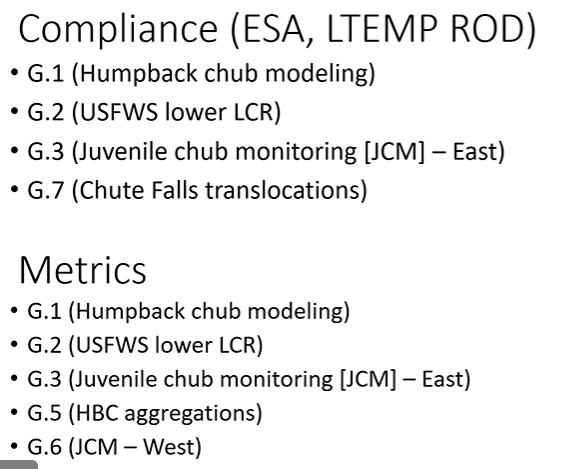 Compliance (ESA, LTEMP ROD)
• G.1 (Humpback chub modeling)
• G.2 (USFWS lower LCR)
• G.3 (Juvenile chub monitoring [JCM] – East)
• G.7 (Chute Falls translocations)
Metrics
• G.1 (Humpback chub modeling)
• G.2 (USFWS lower LCR)
• G.3 (Juvenile chub monitoring [JCM] – East)
• G.5 (HBC aggregations)
• G.6 (JCM – West)